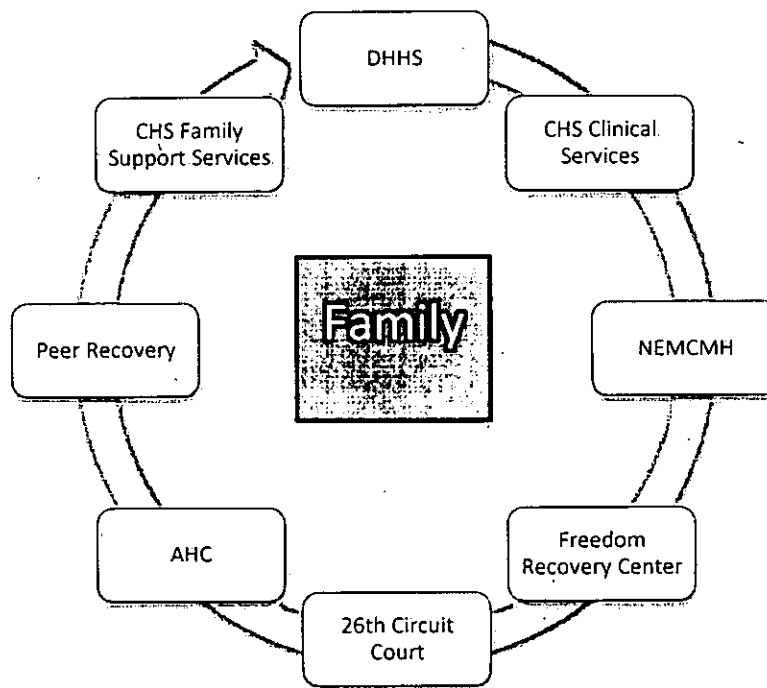 DHHS
CHS Clinical
Services
NEMCMH
Freedom
Recovery Center
26th Circuit
Court
AHC
Peer Recovery
CHS Family
Support Services
Family